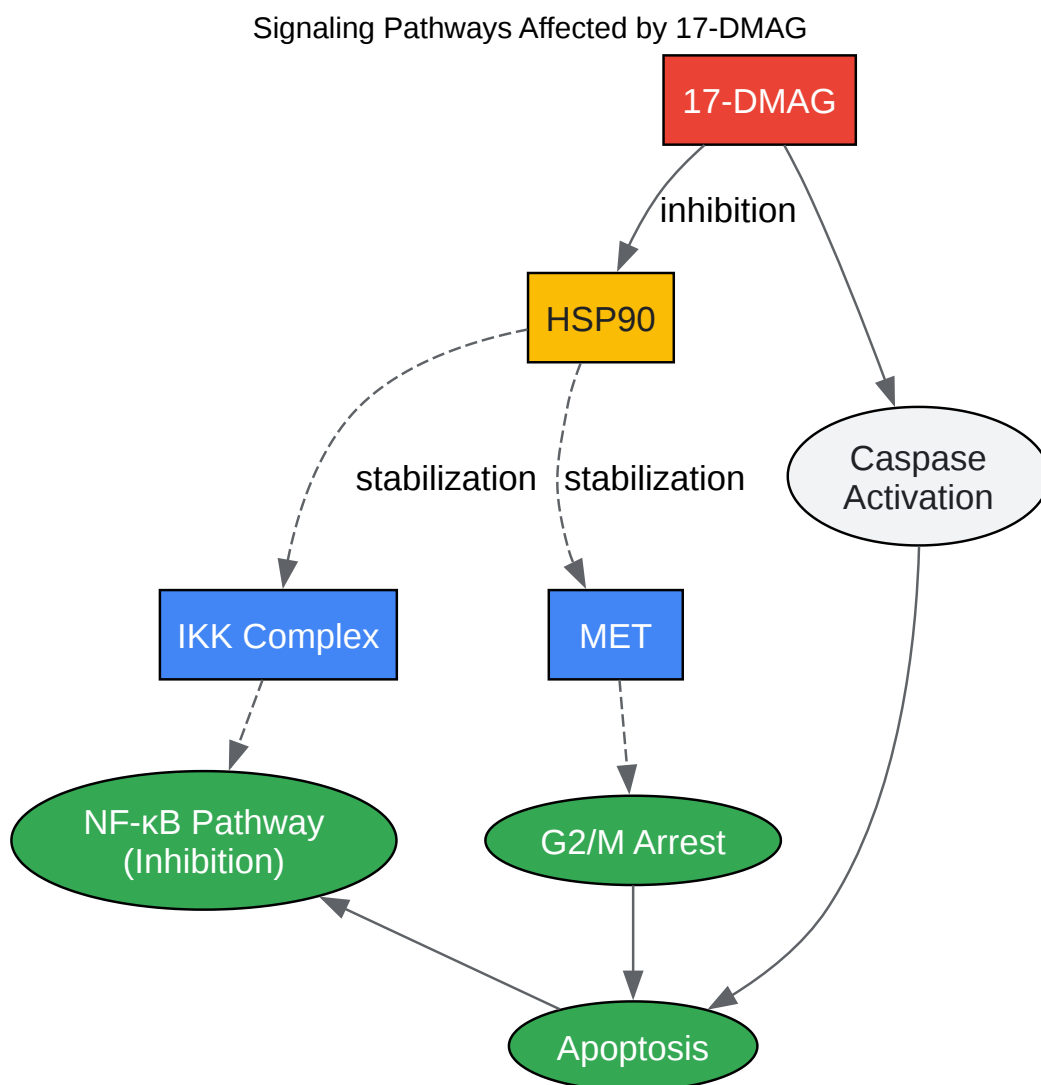 Signaling Pathways Affected by 17-DMAG
17-DMAG
inhibition
HSP90
Caspase
Activation
stabilization
stabilization
IKK Complex
MET
NF-κB Pathway
(Inhibition)
G2/M Arrest
Apoptosis